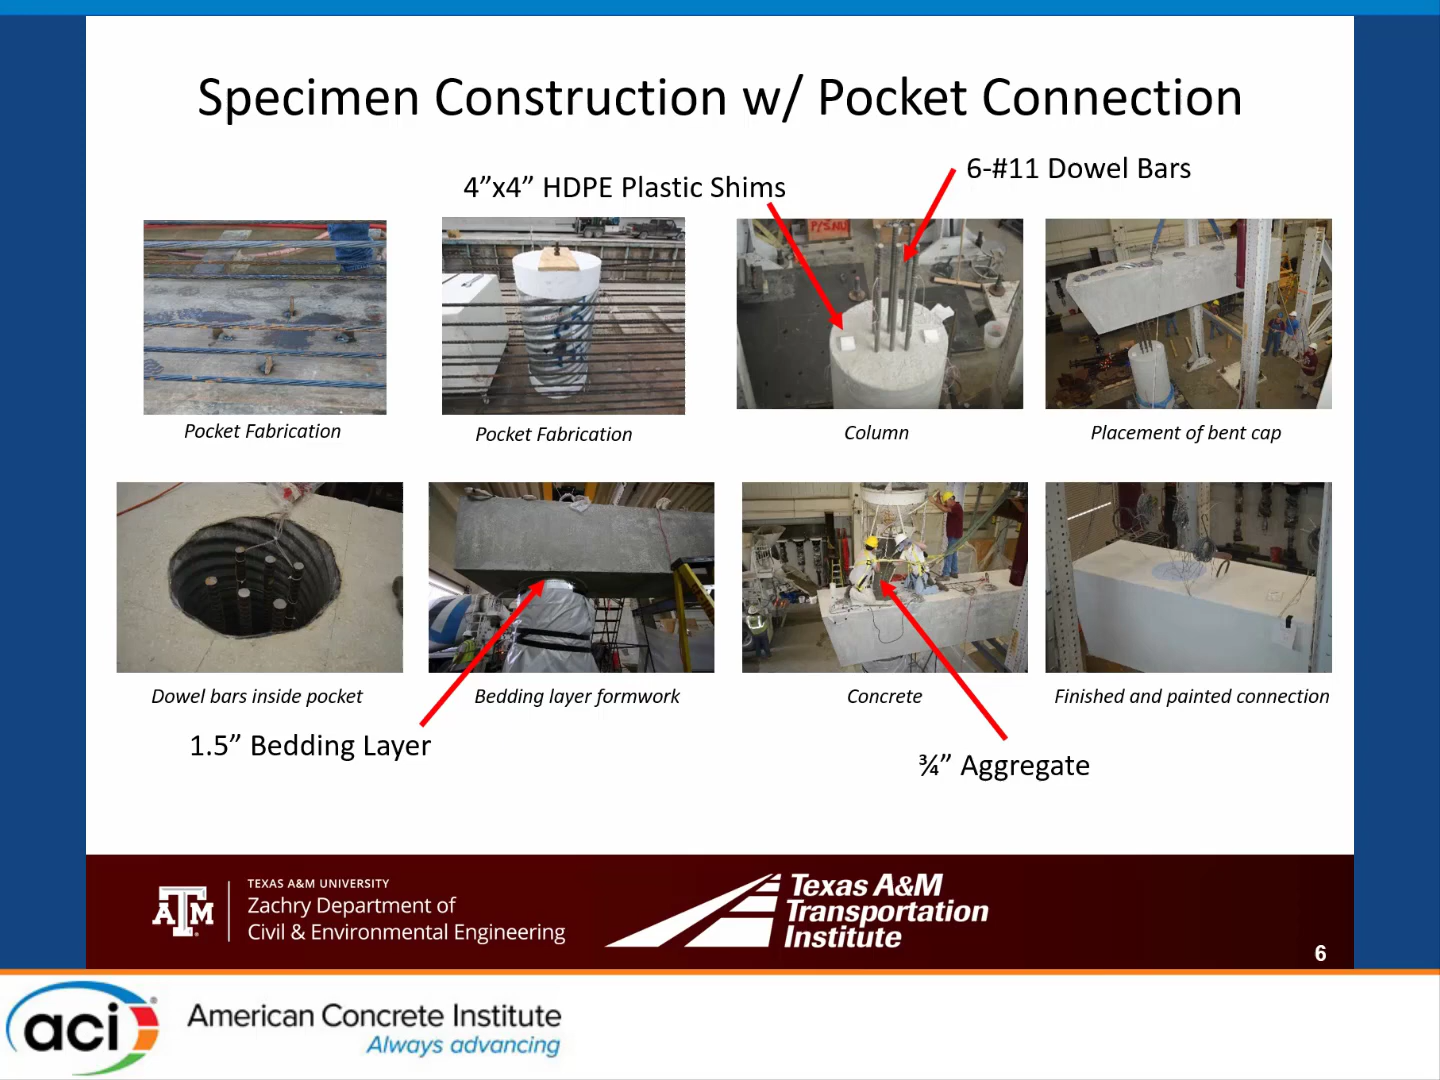 Specimen Construction w/ Pocket Connection
4”x4” HDPE Plastic Shims
6-#11 Dowel Bars
Pocket Fabrication
Pocket Fabrication
Column
Placement of bent cap
Dowel bars inside pocket
Bedding layer formwork
Concrete
Finished and painted connection
1.5” Bedding Layer
¾” Aggregate
ATM
TEXAS A&M UNIVERSITY
Zachry Department of
Civil & Environmental Engineering
Texas A&M
Transportation
Institute
6
aci
American Concrete Institute
Always advancing